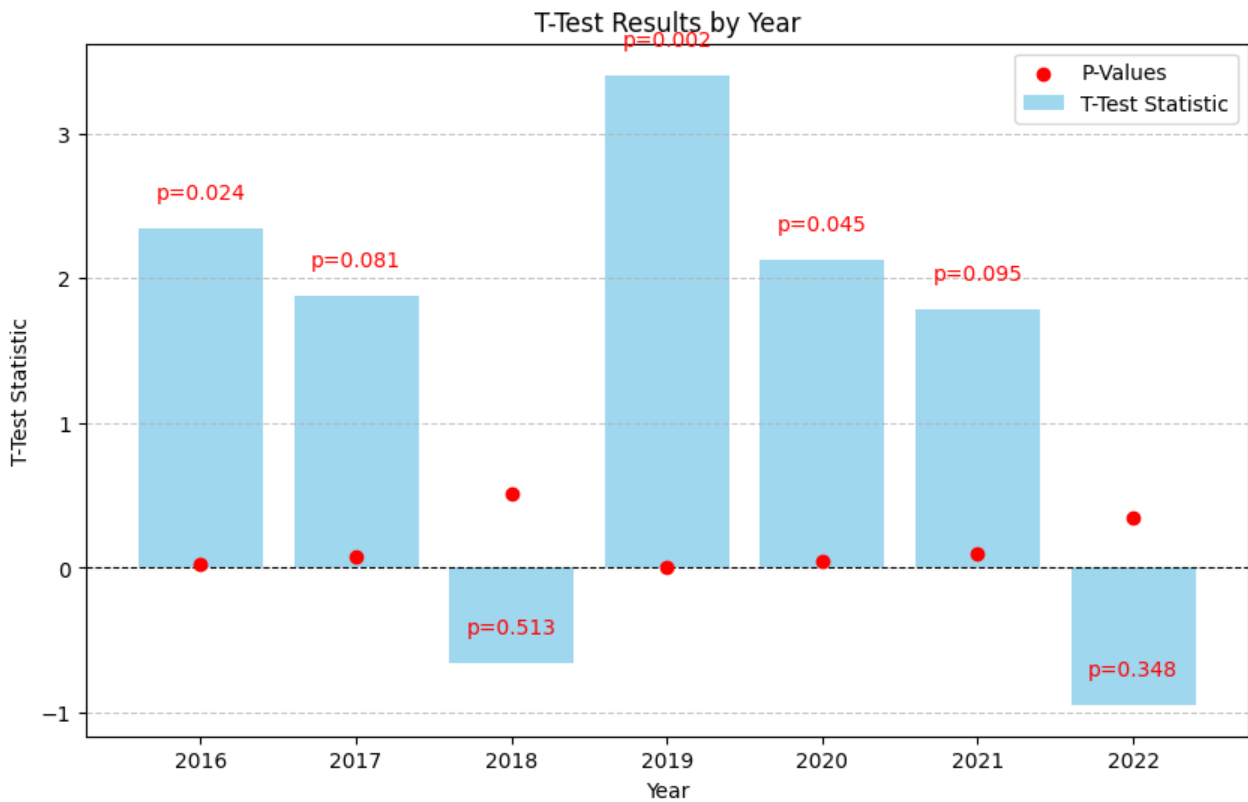 T-Test Results by Year
p=0.002
P-Values
T-Test Statistic
p=0.024
p=0.045
p=0.081
p=0.095
p=0.513
p=0.348
T-Test Statistic
3
2
1
0
−1
2016 2017 2018 2019 2020 2021 2022
Year